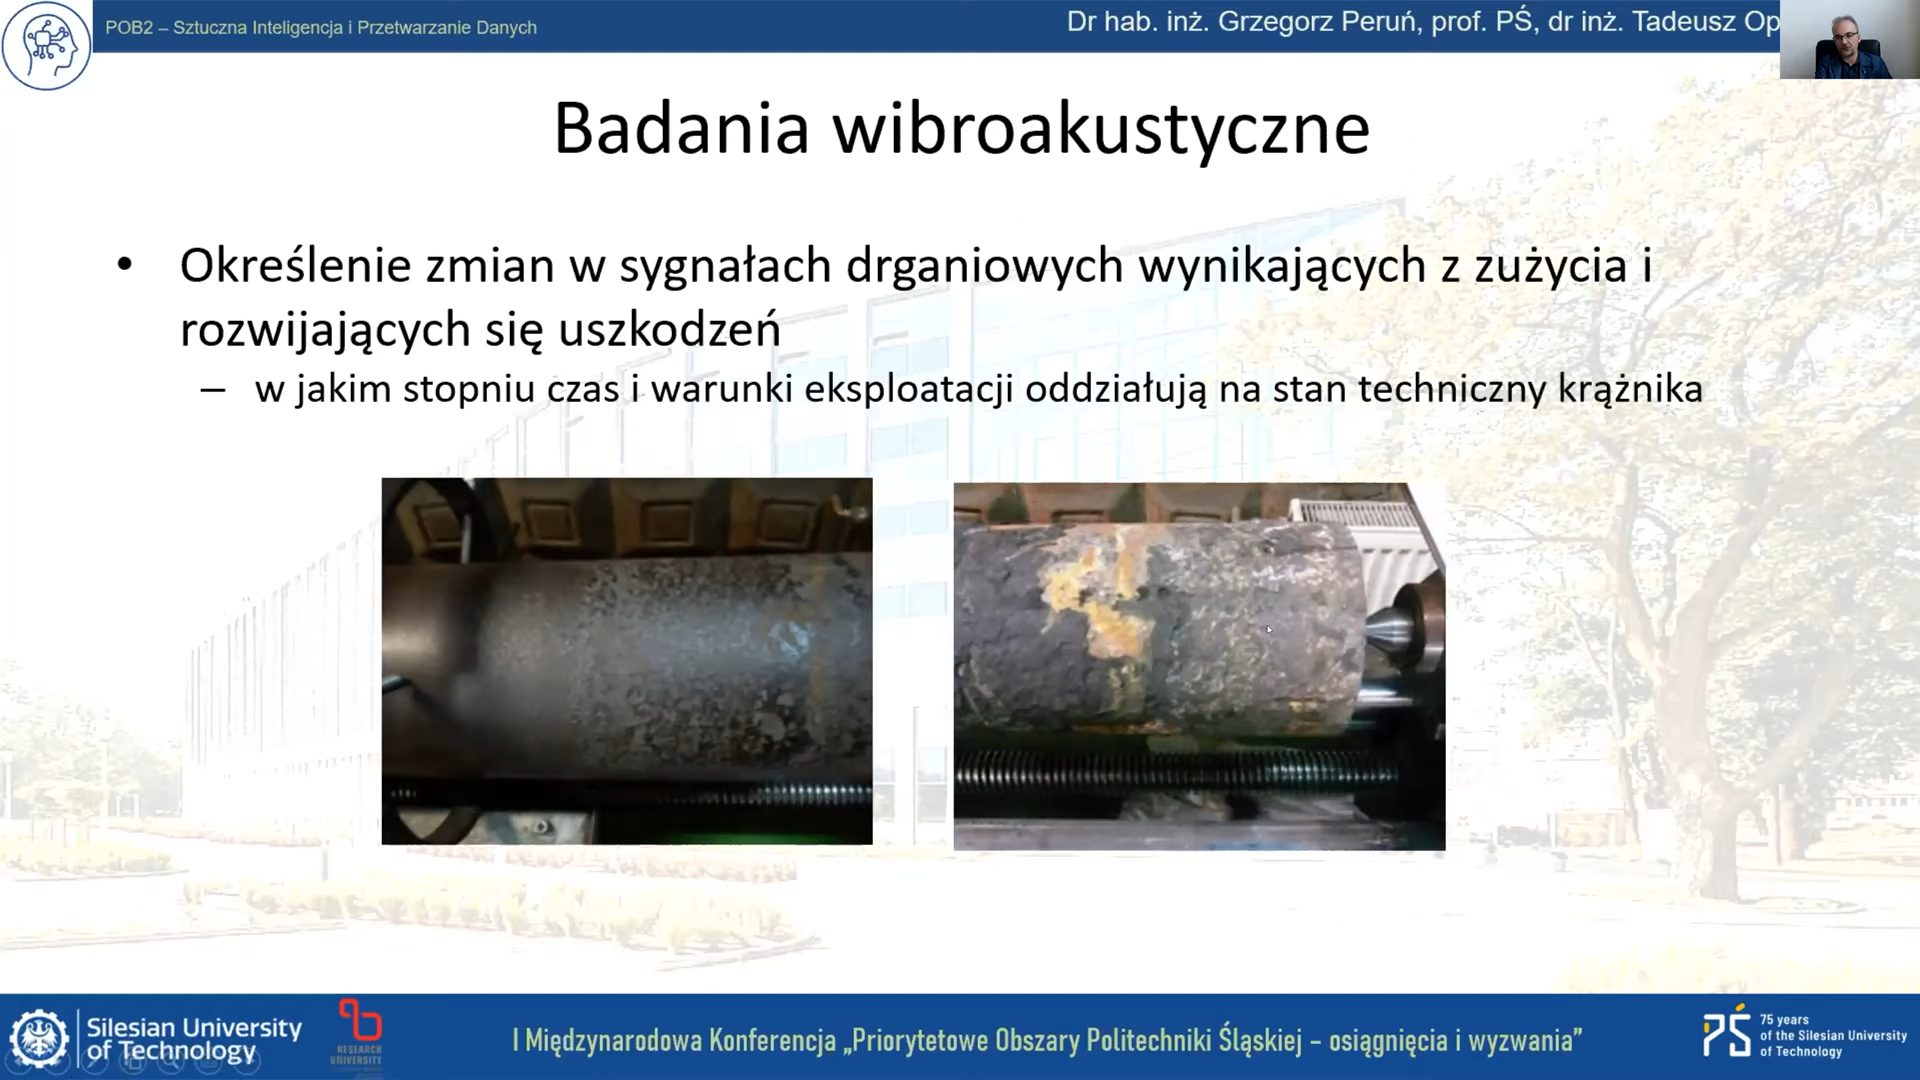 POB2 – Sztuczna Inteligencja i Przetwarzanie Danych
Dr hab. inż. Grzegorz Peruń, prof. PŚ, dr inż. Tadeusz Op
Badania wibroakustyczne
• Określenie zmian w sygnałach drganiowych wynikających z zużycia i
rozwijających się uszkodzeń
– w jakim stopniu czas i warunki eksploatacji oddziałują na stan techniczny krążnika
Silesian University
of Technology
RESEARCH
UNIVERSITY
I Międzynarodowa Konferencja „Priorytetowe Obszary Politechniki Śląskiej – osiągnięcia i wyzwania”
PŚ
75 years
of the Silesian University
of Technology